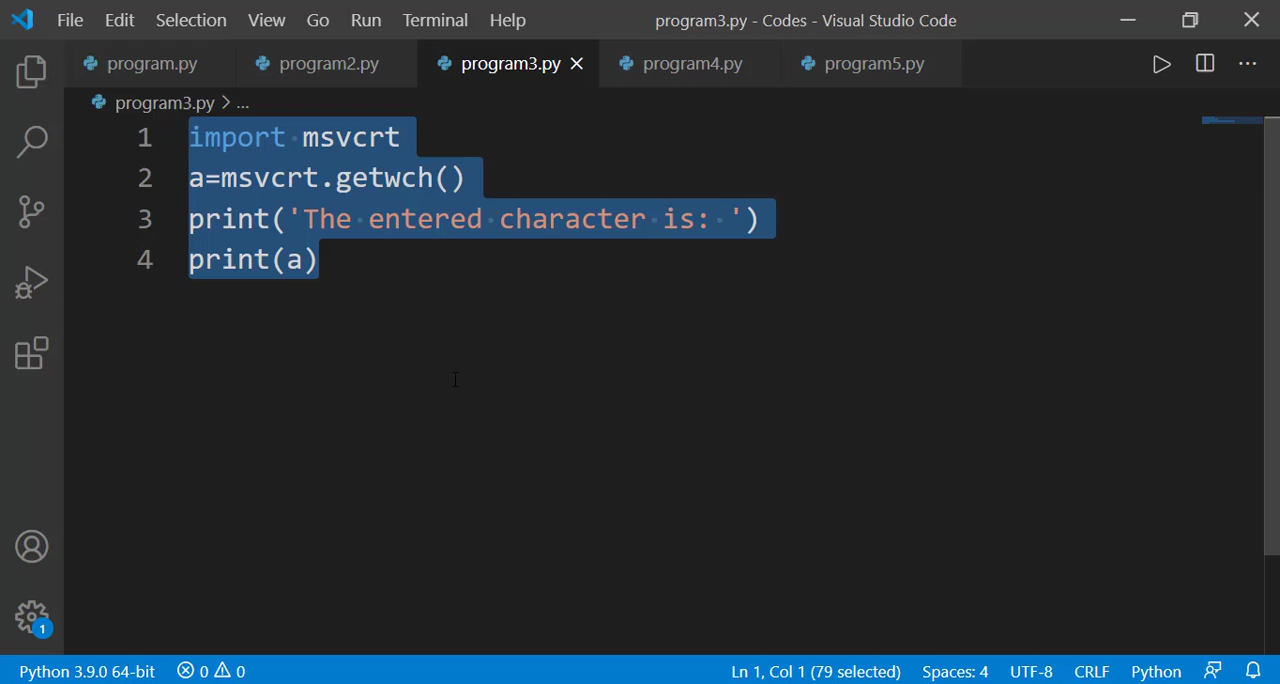 File Edit Selection View Go Run Terminal Help program3.py - Codes - Visual Studio Code
program.py program2.py program3.py program4.py program5.py
program3.py > ...
1 import msvcrt
2 a=msvcrt.getwch()
3 print('The entered character is: ')
4 print(a)
1
Python 3.9.0 64-bit 0 0 Ln 1, Col 1 (79 selected) Spaces: 4 UTF-8 CRLF Python